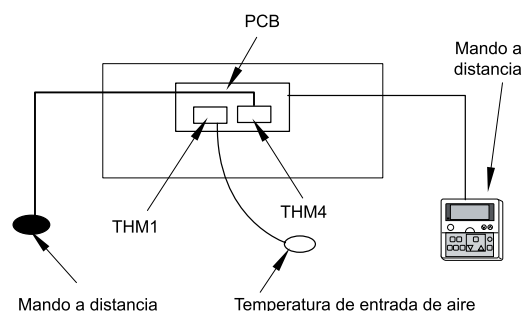 PCB
Mando a
distancia
THM1
THM4
Mando a distancia
Temperatura de entrada de aire